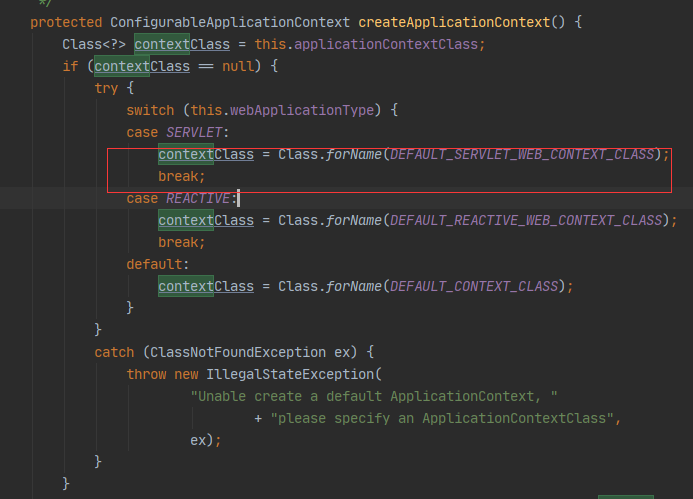 */
protected ConfigurableApplicationContext createApplicationContext() {
Class<?> contextClass = this.applicationContextClass;
if (contextClass == null) {
try {
switch (this.webApplicationType) {
case SERVLET:
contextClass = Class.forName(DEFAULT_SERVLET_WEB_CONTEXT_CLASS);
break;
case REACTIVE:
contextClass = Class.forName(DEFAULT_REACTIVE_WEB_CONTEXT_CLASS);
break;
default:
contextClass = Class.forName(DEFAULT_CONTEXT_CLASS);
}
}
catch (ClassNotFoundException ex) {
throw new IllegalStateException(
"Unable create a default ApplicationContext, "
+ "please specify an ApplicationContextClass",
ex);
}
}